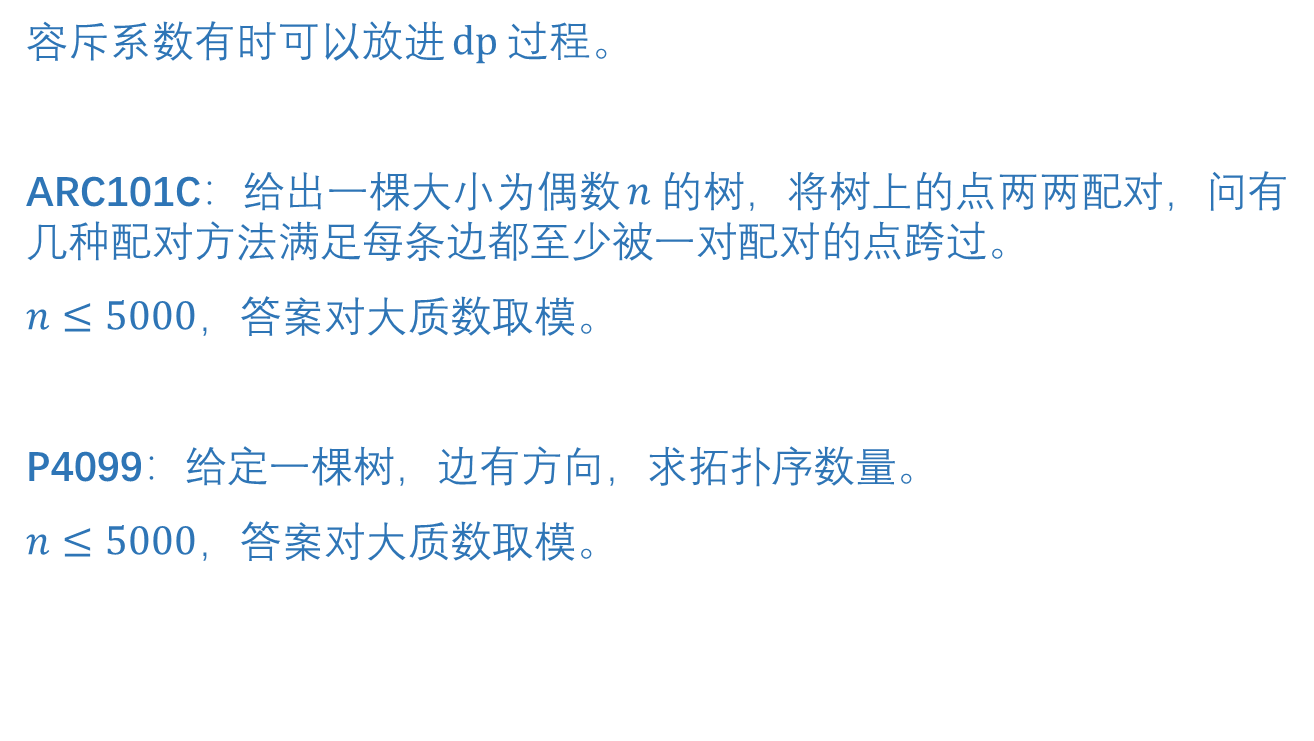 容斥系数有时可以放进 dp 过程。
ARC101C：给出一棵大小为偶数 n 的树，将树上的点两两配对，问有
几种配对方法满足每条边都至少被一对配对的点跨过。
n ≤ 5000，答案对大质数取模。
P4099：给定一棵树，边有方向，求拓扑序数量。
n ≤ 5000，答案对大质数取模。